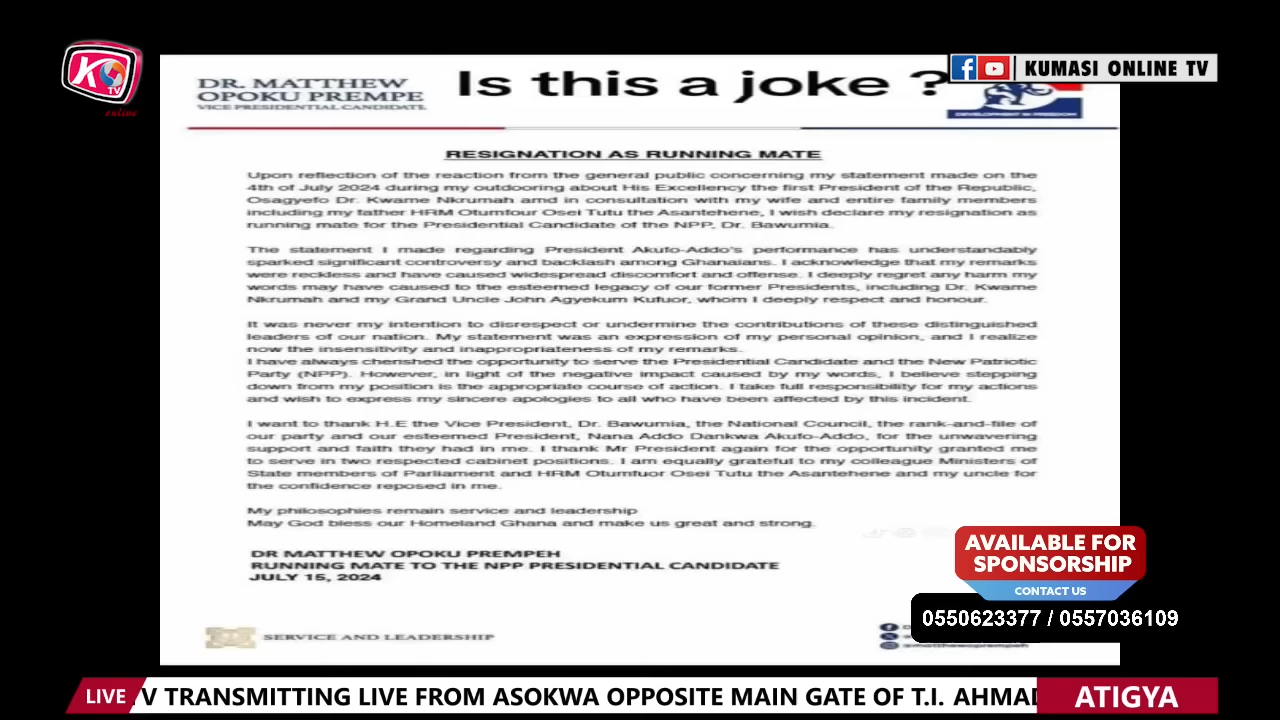 K TV
online
DR. MATTHEW
OPOKU PREMPE
VICE PRESIDENTIAL CANDIDATE
Is this a joke ?
KUMASI ONLINE TV
DEVELOPMENT IN FREEDOM
RESIGNATION AS RUNNING MATE
Upon reflection of the reaction from the general public concerning my statement made on the
4th of July 2024 during my outdooring about His Excellency the first President of the Republic,
Osagyefo Dr. Kwame Nkrumah amd in consultation with my wife and entire family members
including my father HRM Otumfour Osei Tutu the Asantehene, I wish declare my resignation as
running mate for the Presidential Candidate of the NPP, Dr. Bawumia.
The statement I made regarding President Akufo-Addo's performance has understandably
sparked significant controversy and backlash among Ghanaians. I acknowledge that my remarks
were reckless and have caused widespread discomfort and offense. I deeply regret any harm my
words may have caused to the esteemed legacy of our former Presidents, including Dr. Kwame
Nkrumah and my Grand Uncle John Agyekum Kufuor, whom I deeply respect and honour.
It was never my intention to disrespect or undermine the contributions of these distinguished
leaders of our nation. My statement was an expression of my personal opinion, and I realize
now the insensitivity and inappropriateness of my remarks.
I have always cherished the opportunity to serve the Presidential Candidate and the New Patriotic
Party (NPP). However, in light of the negative impact caused by my words, I believe stepping
down from my position is the appropriate course of action. I take full responsibility for my actions
and wish to express my sincere apologies to all who have been affected by this incident.
I want to thank H.E the Vice President, Dr. Bawumia, the National Council, the rank-and-file of
our party and our esteemed President, Nana Addo Dankwa Akufo-Addo, for the unwavering
support and faith they had in me. I thank Mr President again for the opportunity granted me
to serve in two respected cabinet positions. I am equally grateful to my colleague Ministers of
State members of Parliament and HRM Otumfuor Osei Tutu the Asantehene and my uncle for
the confidence reposed in me.
My philosophies remain service and leadership
May God bless our Homeland Ghana and make us great and strong.
DR MATTHEW OPOKU PREMPEH
RUNNING MATE TO THE NPP PRESIDENTIAL CANDIDATE
JULY 15, 2024
SERVICE AND LEADERSHIP
AVAILABLE FOR
SPONSORSHIP
CONTACT US
0550623377 / 0557036109
LIVE
V TRANSMITTING LIVE FROM ASOKWA OPPOSITE MAIN GATE OF T.I. AHMAD
ATIGYA